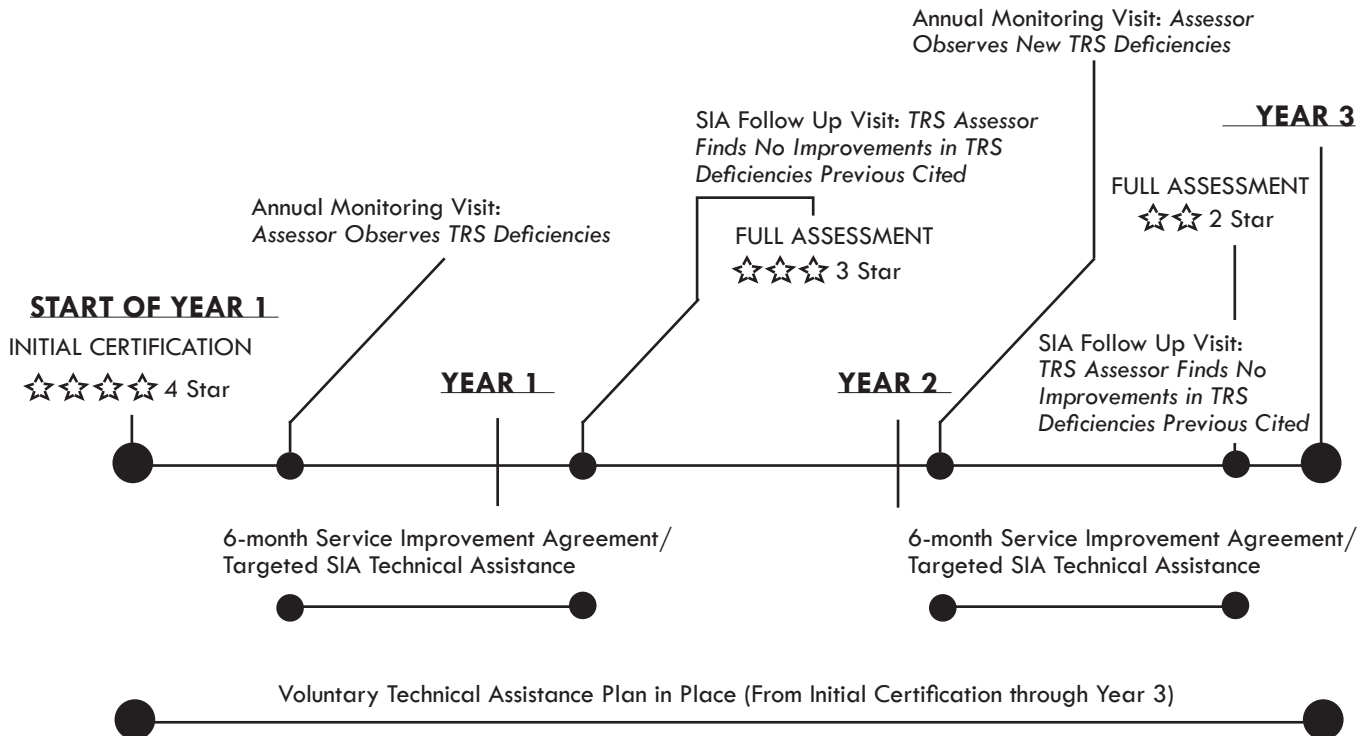 Annual Monitoring Visit: Assessor
Observes New TRS Deficiencies
YEAR 3
SIA Follow Up Visit: TRS Assessor
Finds No Improvements in TRS
Deficiencies Previous Cited
FULL ASSESSMENT
2 Star
Annual Monitoring Visit:
Assessor Observes TRS Deficiencies
FULL ASSESSMENT
3 Star
START OF YEAR 1
INITIAL CERTIFICATION
4 Star
YEAR 1
YEAR 2
SIA Follow Up Visit:
TRS Assessor Finds No
Improvements in TRS
Deficiencies Previous Cited
6-month Service Improvement Agreement/
Targeted SIA Technical Assistance
6-month Service Improvement Agreement/
Targeted SIA Technical Assistance
Voluntary Technical Assistance Plan in Place (From Initial Certification through Year 3)